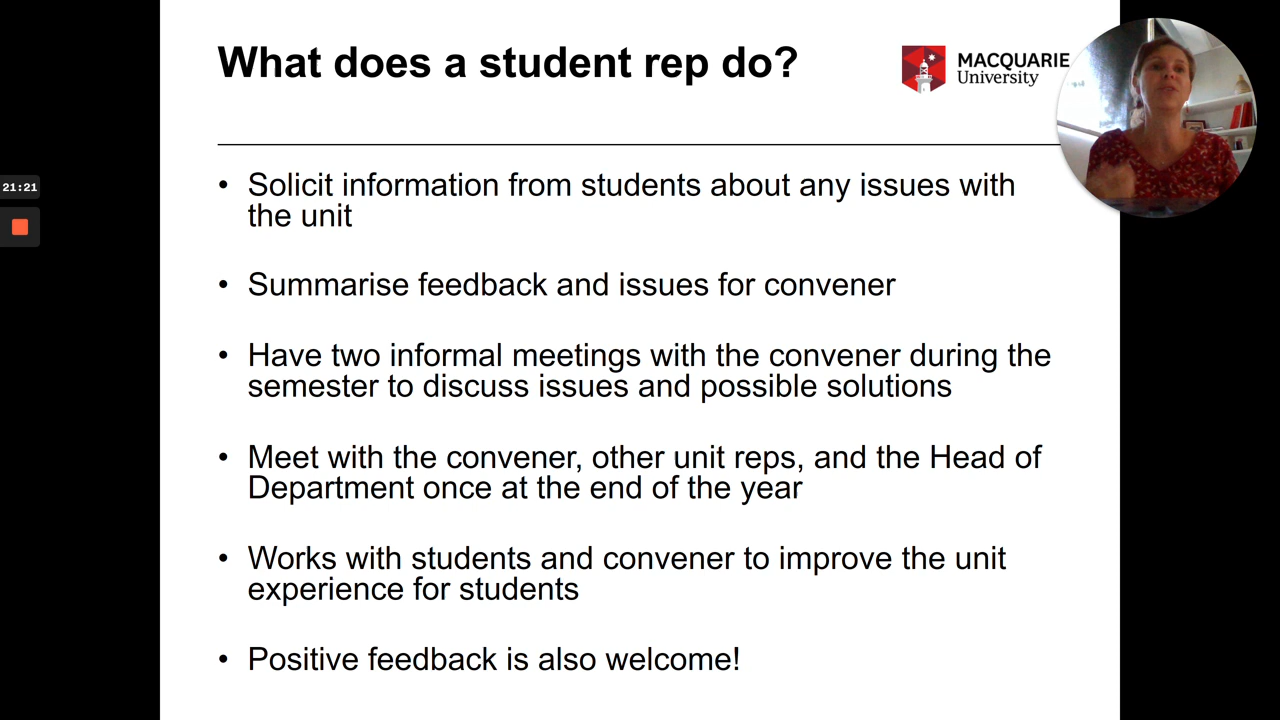 What does a student rep do?
MACQUARIE
University
21:21
• Solicit information from students about any issues with
the unit
• Summarise feedback and issues for convener
• Have two informal meetings with the convener during the
semester to discuss issues and possible solutions
• Meet with the convener, other unit reps, and the Head of
Department once at the end of the year
• Works with students and convener to improve the unit
experience for students
• Positive feedback is also welcome!